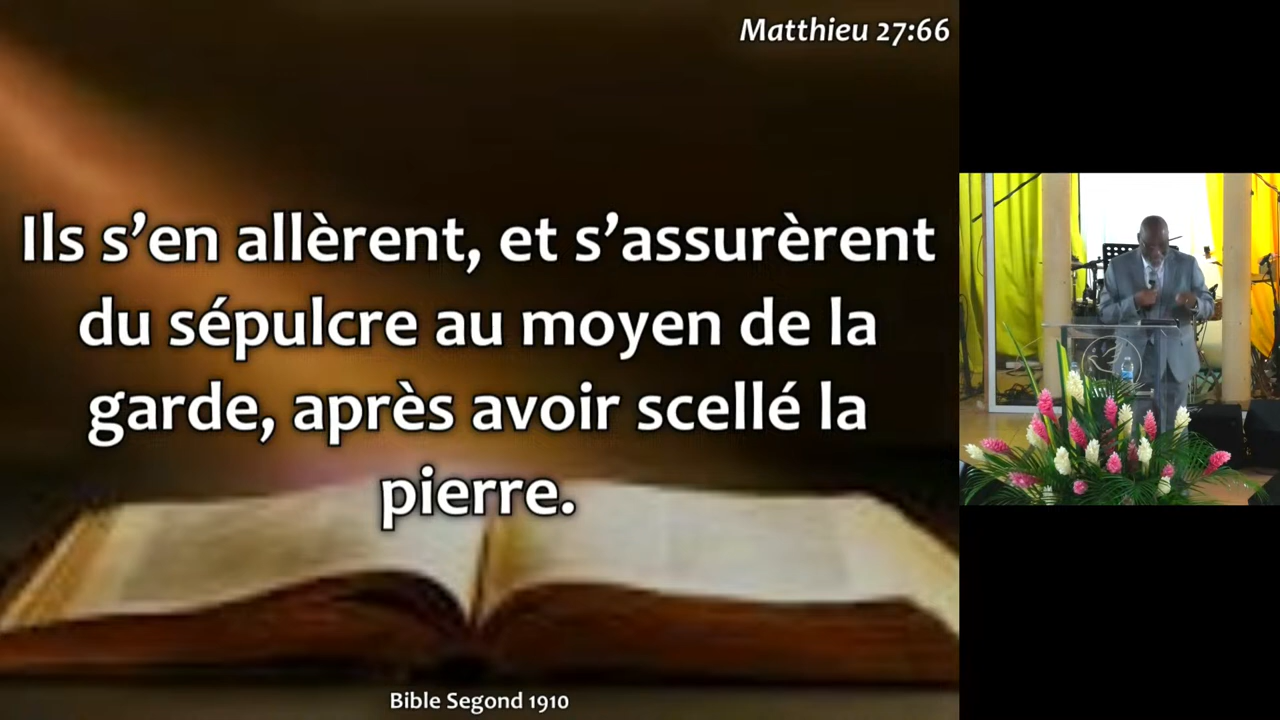 Matthieu 27:66
Ils s’en allèrent, et s’assurèrent
du sépulcre au moyen de la
garde, après avoir scellé la
pierre.
Bible Segond 1910